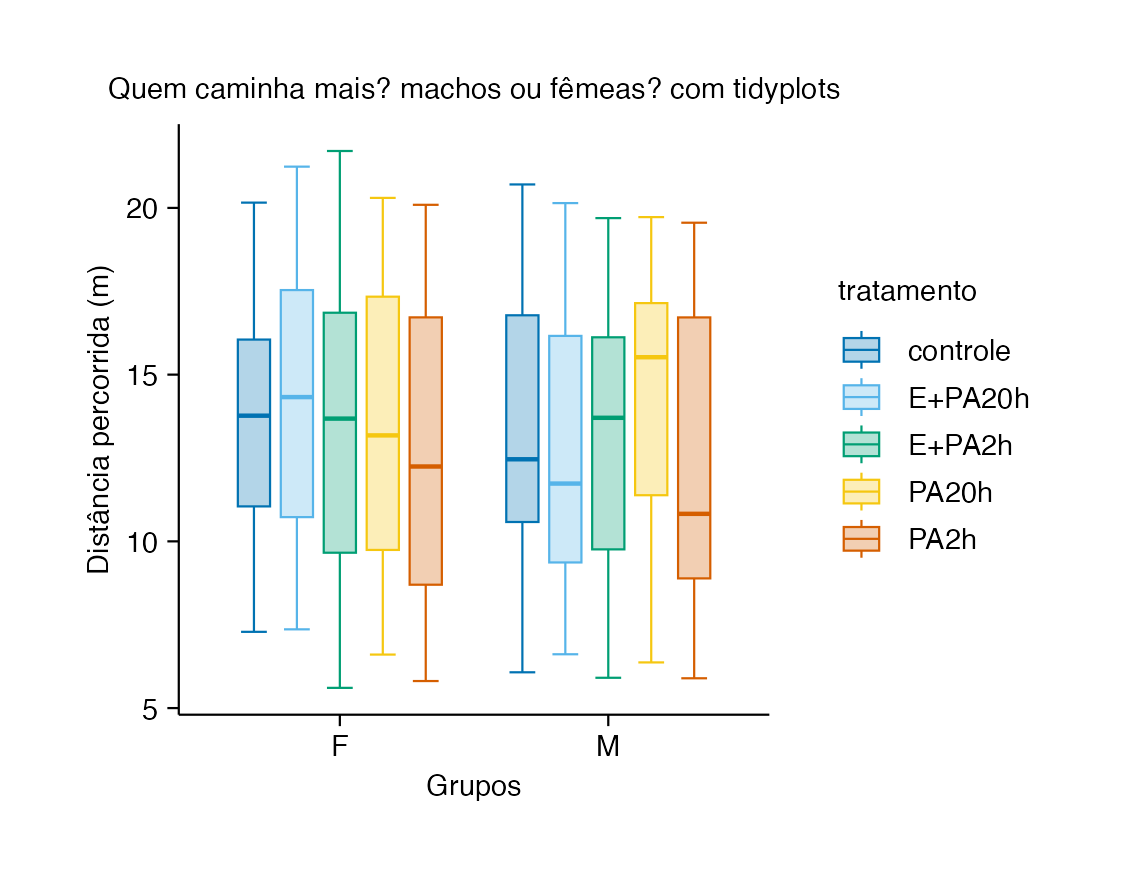 Quem caminha mais? machos ou fêmeas? com tidyplots
Distância percorrida (m)
20
15
10
5
F
M
Grupos
tratamento
controle
E+PA20h
E+PA2h
PA20h
PA2h